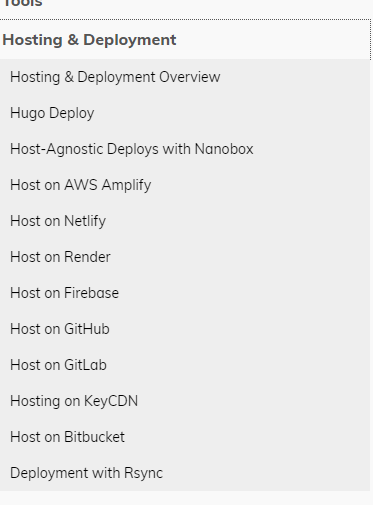 Tools
Hosting & Deployment
Hosting & Deployment Overview
Hugo Deploy
Host-Agnostic Deploys with Nanobox
Host on AWS Amplify
Host on Netlify
Host on Render
Host on Firebase
Host on GitHub
Host on GitLab
Hosting on KeyCDN
Host on Bitbucket
Deployment with Rsync